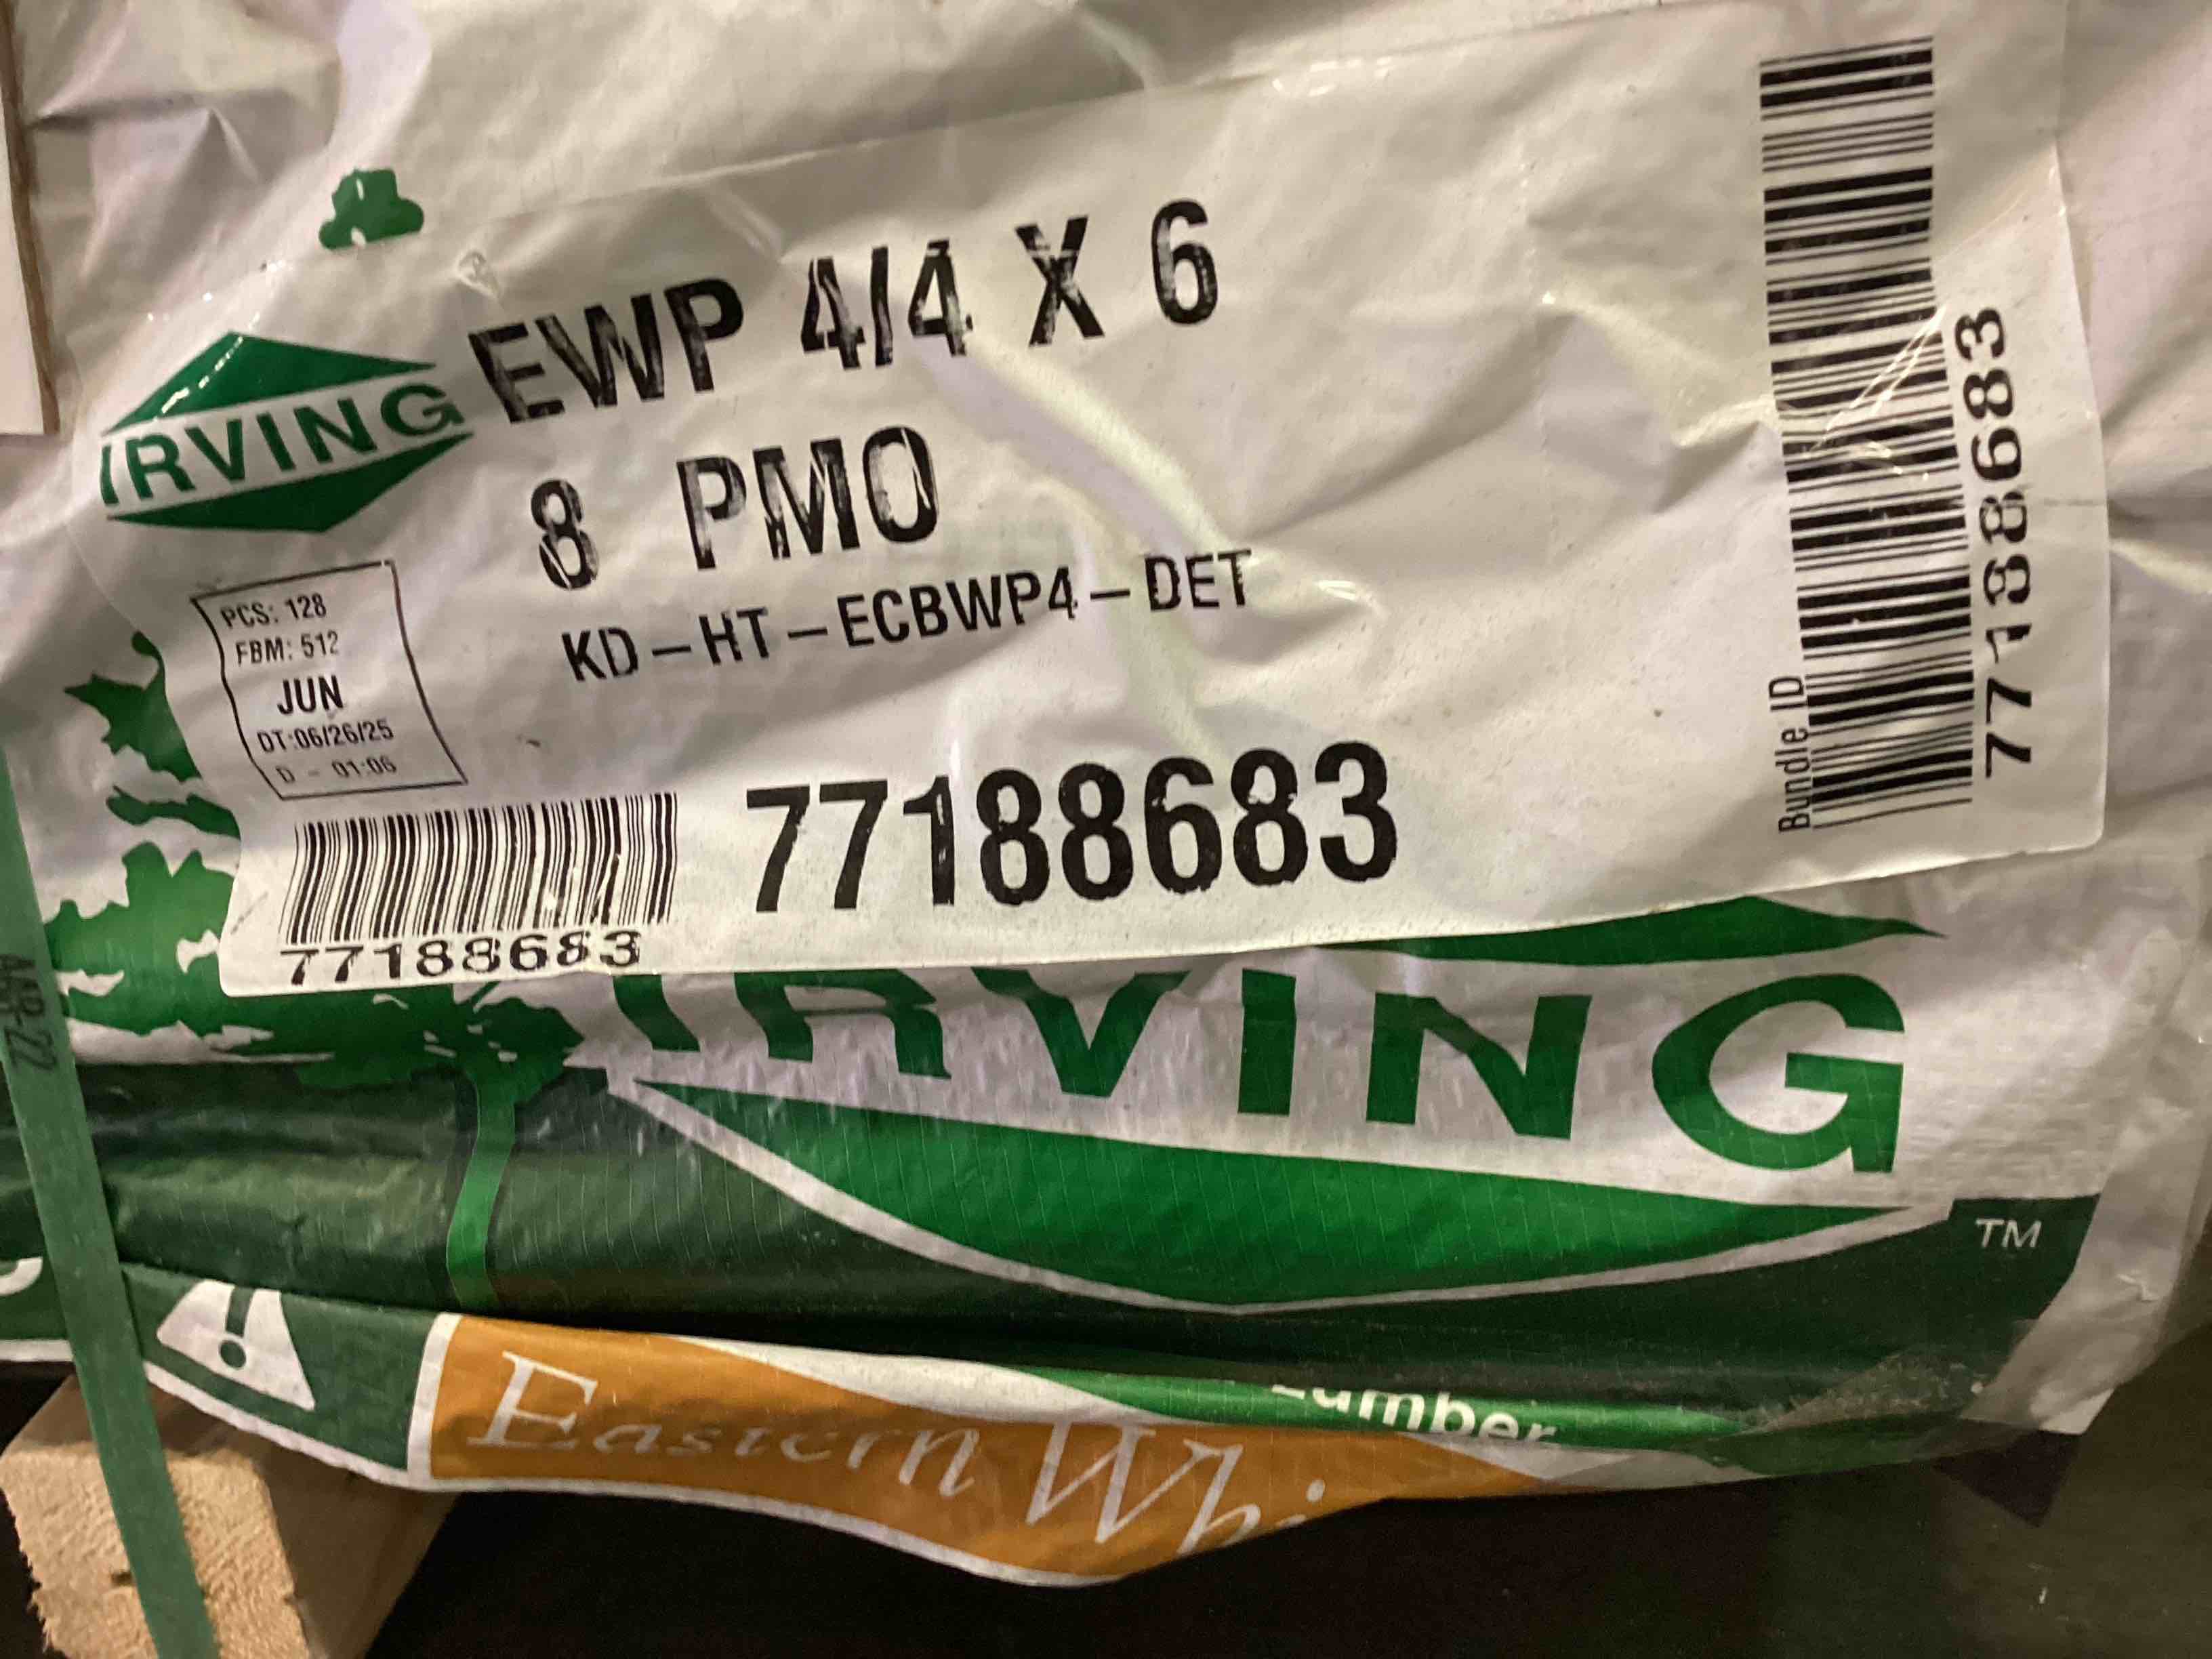 IRVING
EWP 4/4 X 6
8 PMO
KD-HT-ECBWP4-DET
PCS: 128
FBM: 512
JUN
DT:06/26/25
D - 01:06
77188683
77188683
Bundle ID
77188683
IRVING
TM
Lumber
Eastern Whi